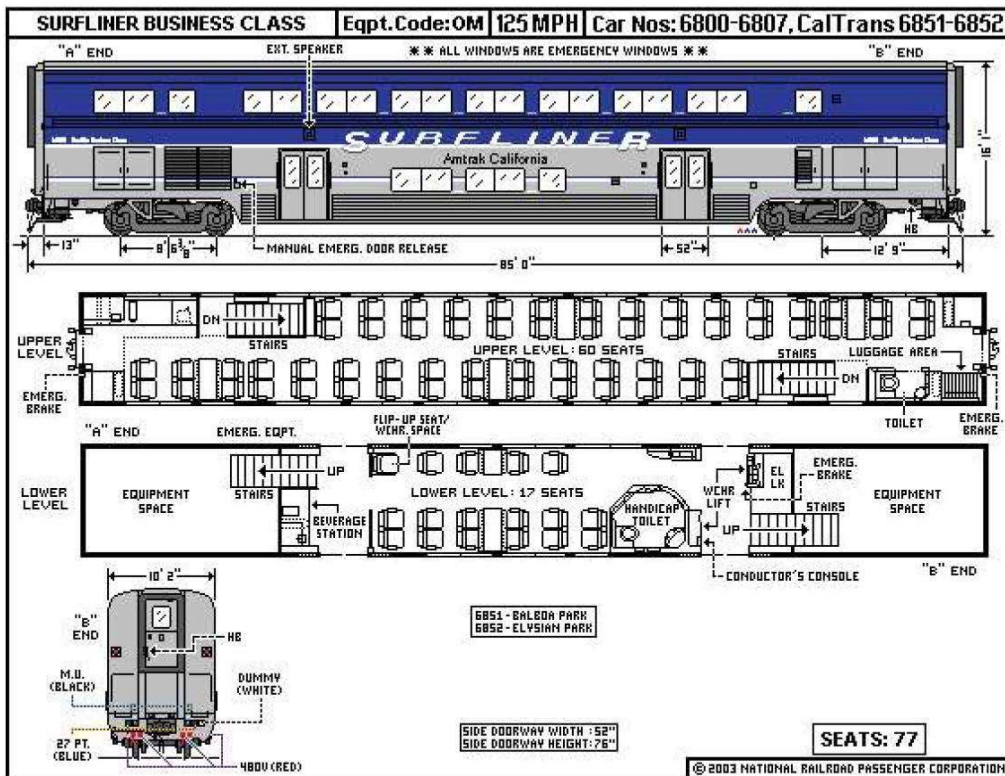 SURFLINER BUSINESS CLASS Eqpt.Code:OM 125 MPH Car Nos: 6800-6807, CalTrans 6851-6852
"A" END EXT. SPEAKER * * ALL WINDOWS ARE EMERGENCY WINDOWS * * "B" END
SURFLINER
Amtrak California
16' 1"
HB
13" 8' 6⅜" MANUAL EMERG. DOOR RELEASE 52" 12' 9"
85' 0"
UPPER LEVEL
DN
STAIRS
UPPER LEVEL: 60 SEATS
STAIRS
LUGGAGE AREA
DN
EMERG. BRAKE
TOILET
EMERG. BRAKE
"A" END
EMERG. EQPT.
FLIP-UP SEAT/
WCHR. SPACE
LOWER LEVEL
EQUIPMENT SPACE
UP
STAIRS
BEVERAGE STATION
LOWER LEVEL: 17 SEATS
HANDICAP TOILET
WCHR LIFT
EL LK
EMERG. BRAKE
STAIRS
UP
EQUIPMENT SPACE
CONDUCTOR'S CONSOLE
"B" END
10' 2"
"B" END
HB
M.U. (BLACK)
DUMMY (WHITE)
27 PT. (BLUE)
480V (RED)
6851 - BALBOA PARK
6852 - ELYSIAN PARK
SIDE DOORWAY WIDTH : 52"
SIDE DOORWAY HEIGHT: 76"
SEATS: 77
© 2003 NATIONAL RAILROAD PASSENGER CORPORATION